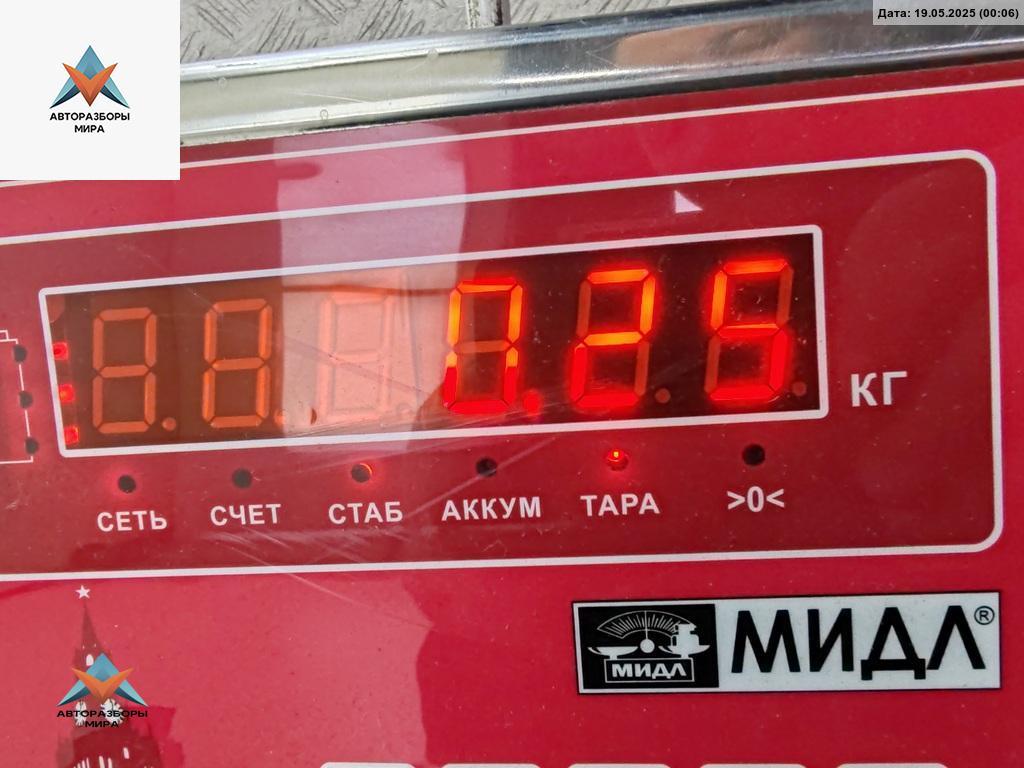 Дата: 19.05.2025 (00:06)
АВТОРАЗБОРЫ
МИРА
0.25
КГ
СЕТЬ СЧЕТ СТАБ АККУМ ТАРА >0<
МИДЛ МИДЛ®
АВТОРАЗБОРЫ
МИРА